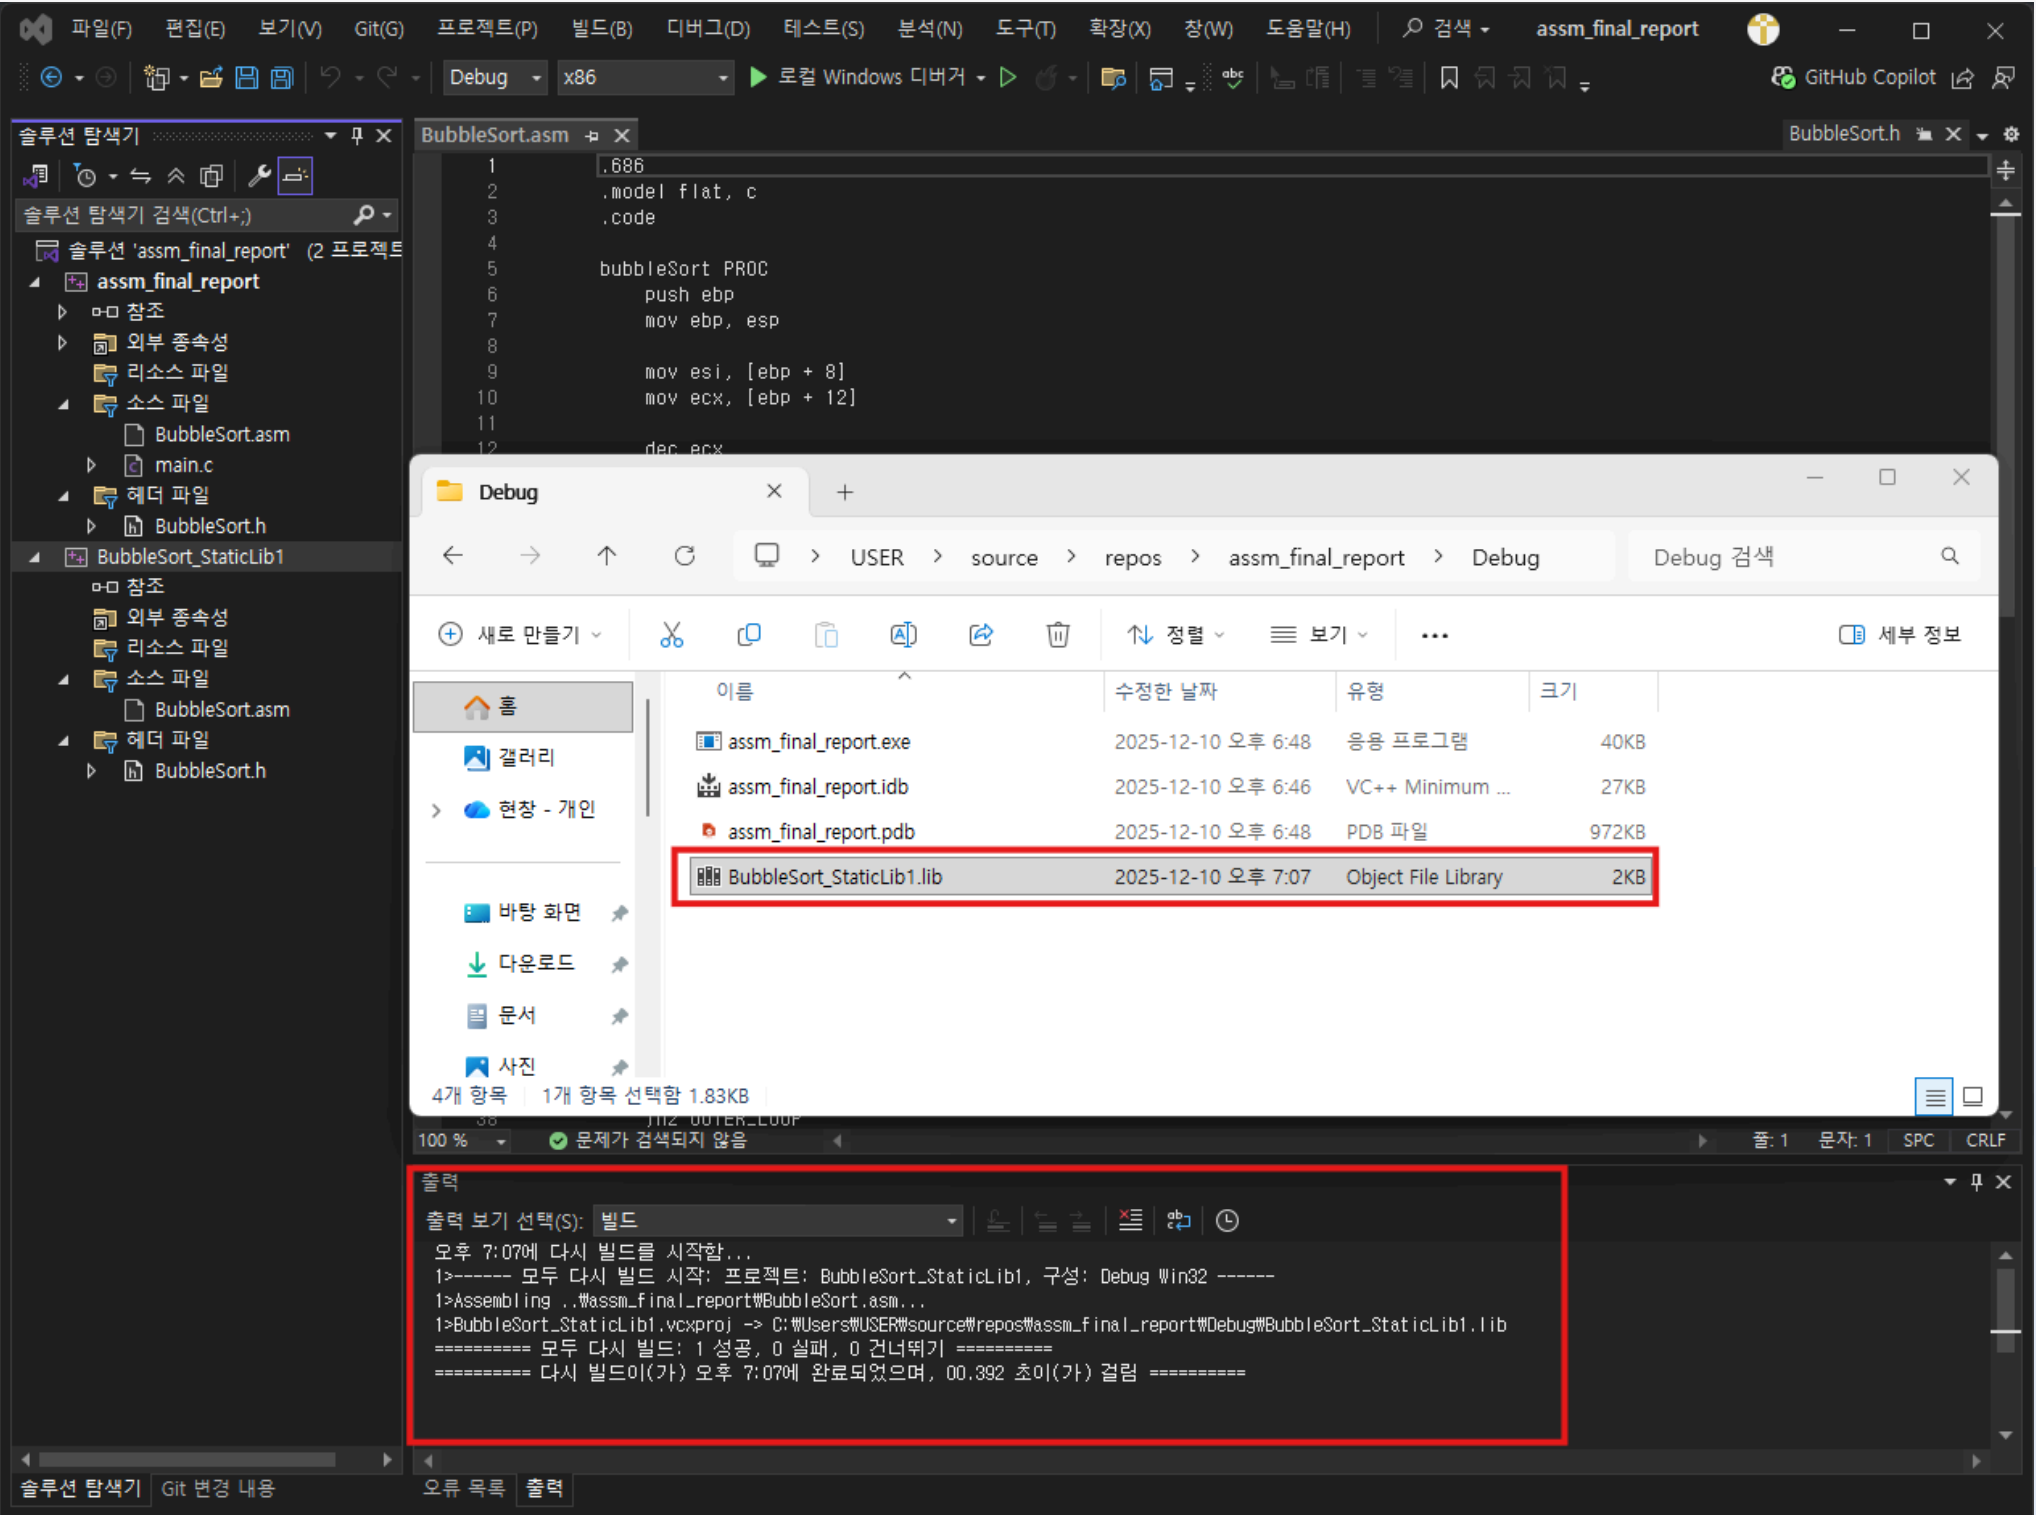 파일(F) 편집(E) 보기(V) Git(G) 프로젝트(P) 빌드(B) 디버그(D) 테스트(S) 분석(N) 도구(T) 확장(X) 창(W) 도움말(H) 검색 assm_final_report
Debug x86 로컬 Windows 디버거 GitHub Copilot
솔루션 탐색기
솔루션 탐색기 검색(Ctrl+;)
솔루션 'assm_final_report' (2 프로젝트
assm_final_report
참조
외부 종속성
리소스 파일
소스 파일
BubbleSort.asm
main.c
헤더 파일
BubbleSort.h
BubbleSort_StaticLib1
참조
외부 종속성
리소스 파일
소스 파일
BubbleSort.asm
헤더 파일
BubbleSort.h
솔루션 탐색기 Git 변경 내용
BubbleSort.asm BubbleSort.h
1 .686
2 .model flat, c
3 .code
4
5 bubbleSort PROC
6 push ebp
7 mov ebp, esp
8
9 mov esi, [ebp + 8]
10 mov ecx, [ebp + 12]
11
12 dec ecx
Debug
USER > source > repos > assm_final_report > Debug Debug 검색
새로 만들기 정렬 보기 세부 정보
홈
갤러리
현창 - 개인
바탕 화면
다운로드
문서
사진
이름 수정한 날짜 유형 크기
assm_final_report.exe 2025-12-10 오후 6:48 응용 프로그램 40KB
assm_final_report.idb 2025-12-10 오후 6:46 VC++ Minimum ... 27KB
assm_final_report.pdb 2025-12-10 오후 6:48 PDB 파일 972KB
BubbleSort_StaticLib1.lib 2025-12-10 오후 7:07 Object File Library 2KB
4개 항목 1개 항목 선택함 1.83KB
38 jnz OUTER_LOOP
100 % 문제가 검색되지 않음 줄: 1 문자: 1 SPC CRLF
출력
출력 보기 선택(S): 빌드
오후 7:07에 다시 빌드를 시작함...
1>------ 모두 다시 빌드 시작: 프로젝트: BubbleSort_StaticLib1, 구성: Debug Win32 ------
1>Assembling ..₩assm_final_report₩BubbleSort.asm...
1>BubbleSort_StaticLib1.vcxproj -> C:₩Users₩USER₩source₩repos₩assm_final_report₩Debug₩BubbleSort_StaticLib1.lib
========== 모두 다시 빌드: 1 성공, 0 실패, 0 건너뛰기 ==========
========== 다시 빌드이(가) 오후 7:07에 완료되었으며, 00.392 초이(가) 걸림 ==========
오류 목록 출력